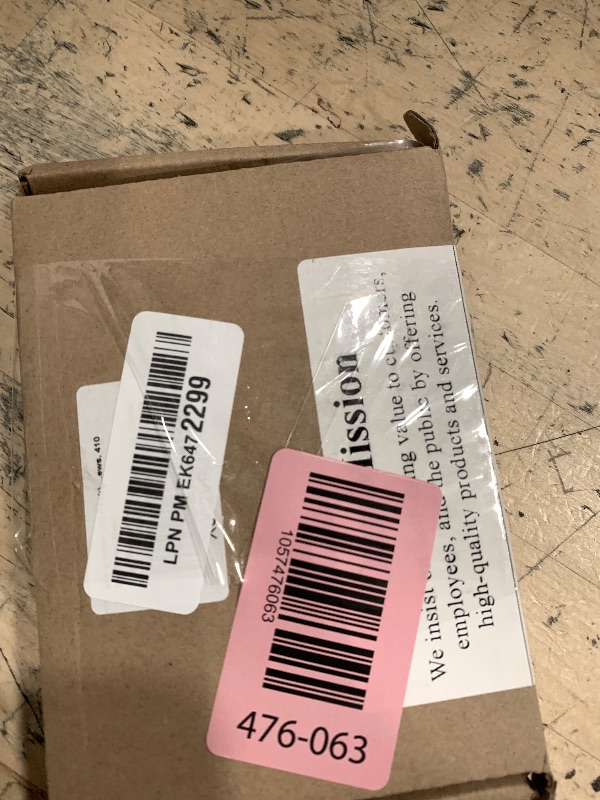 ews. 410
LPN PM EK6472299
ission
We insist
ing value to
employees, and the public by offering
high-quality products and services.
1057476063
476-063